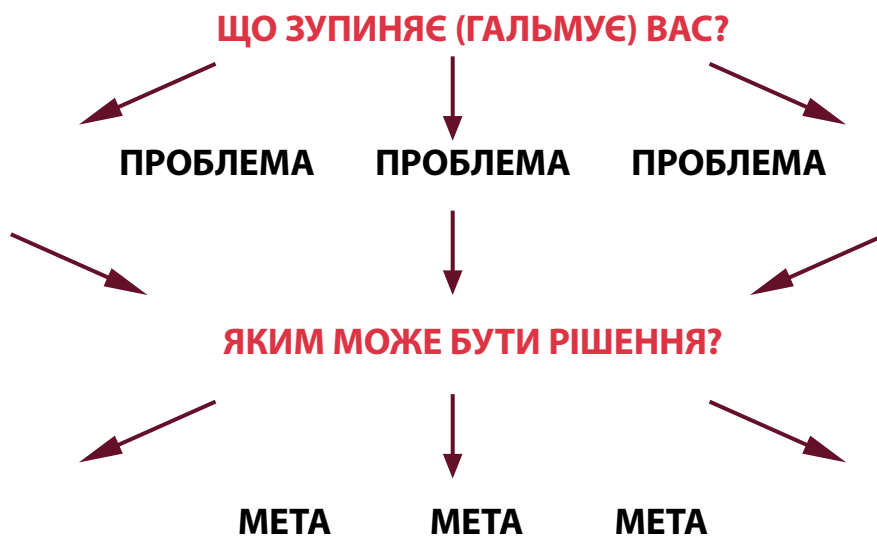 ЩО ЗУПИНЯЄ (ГАЛЬМУЄ) ВАС?
ПРОБЛЕМА ПРОБЛЕМА ПРОБЛЕМА
ЯКИМ МОЖЕ БУТИ РІШЕННЯ?
МЕТА МЕТА МЕТА